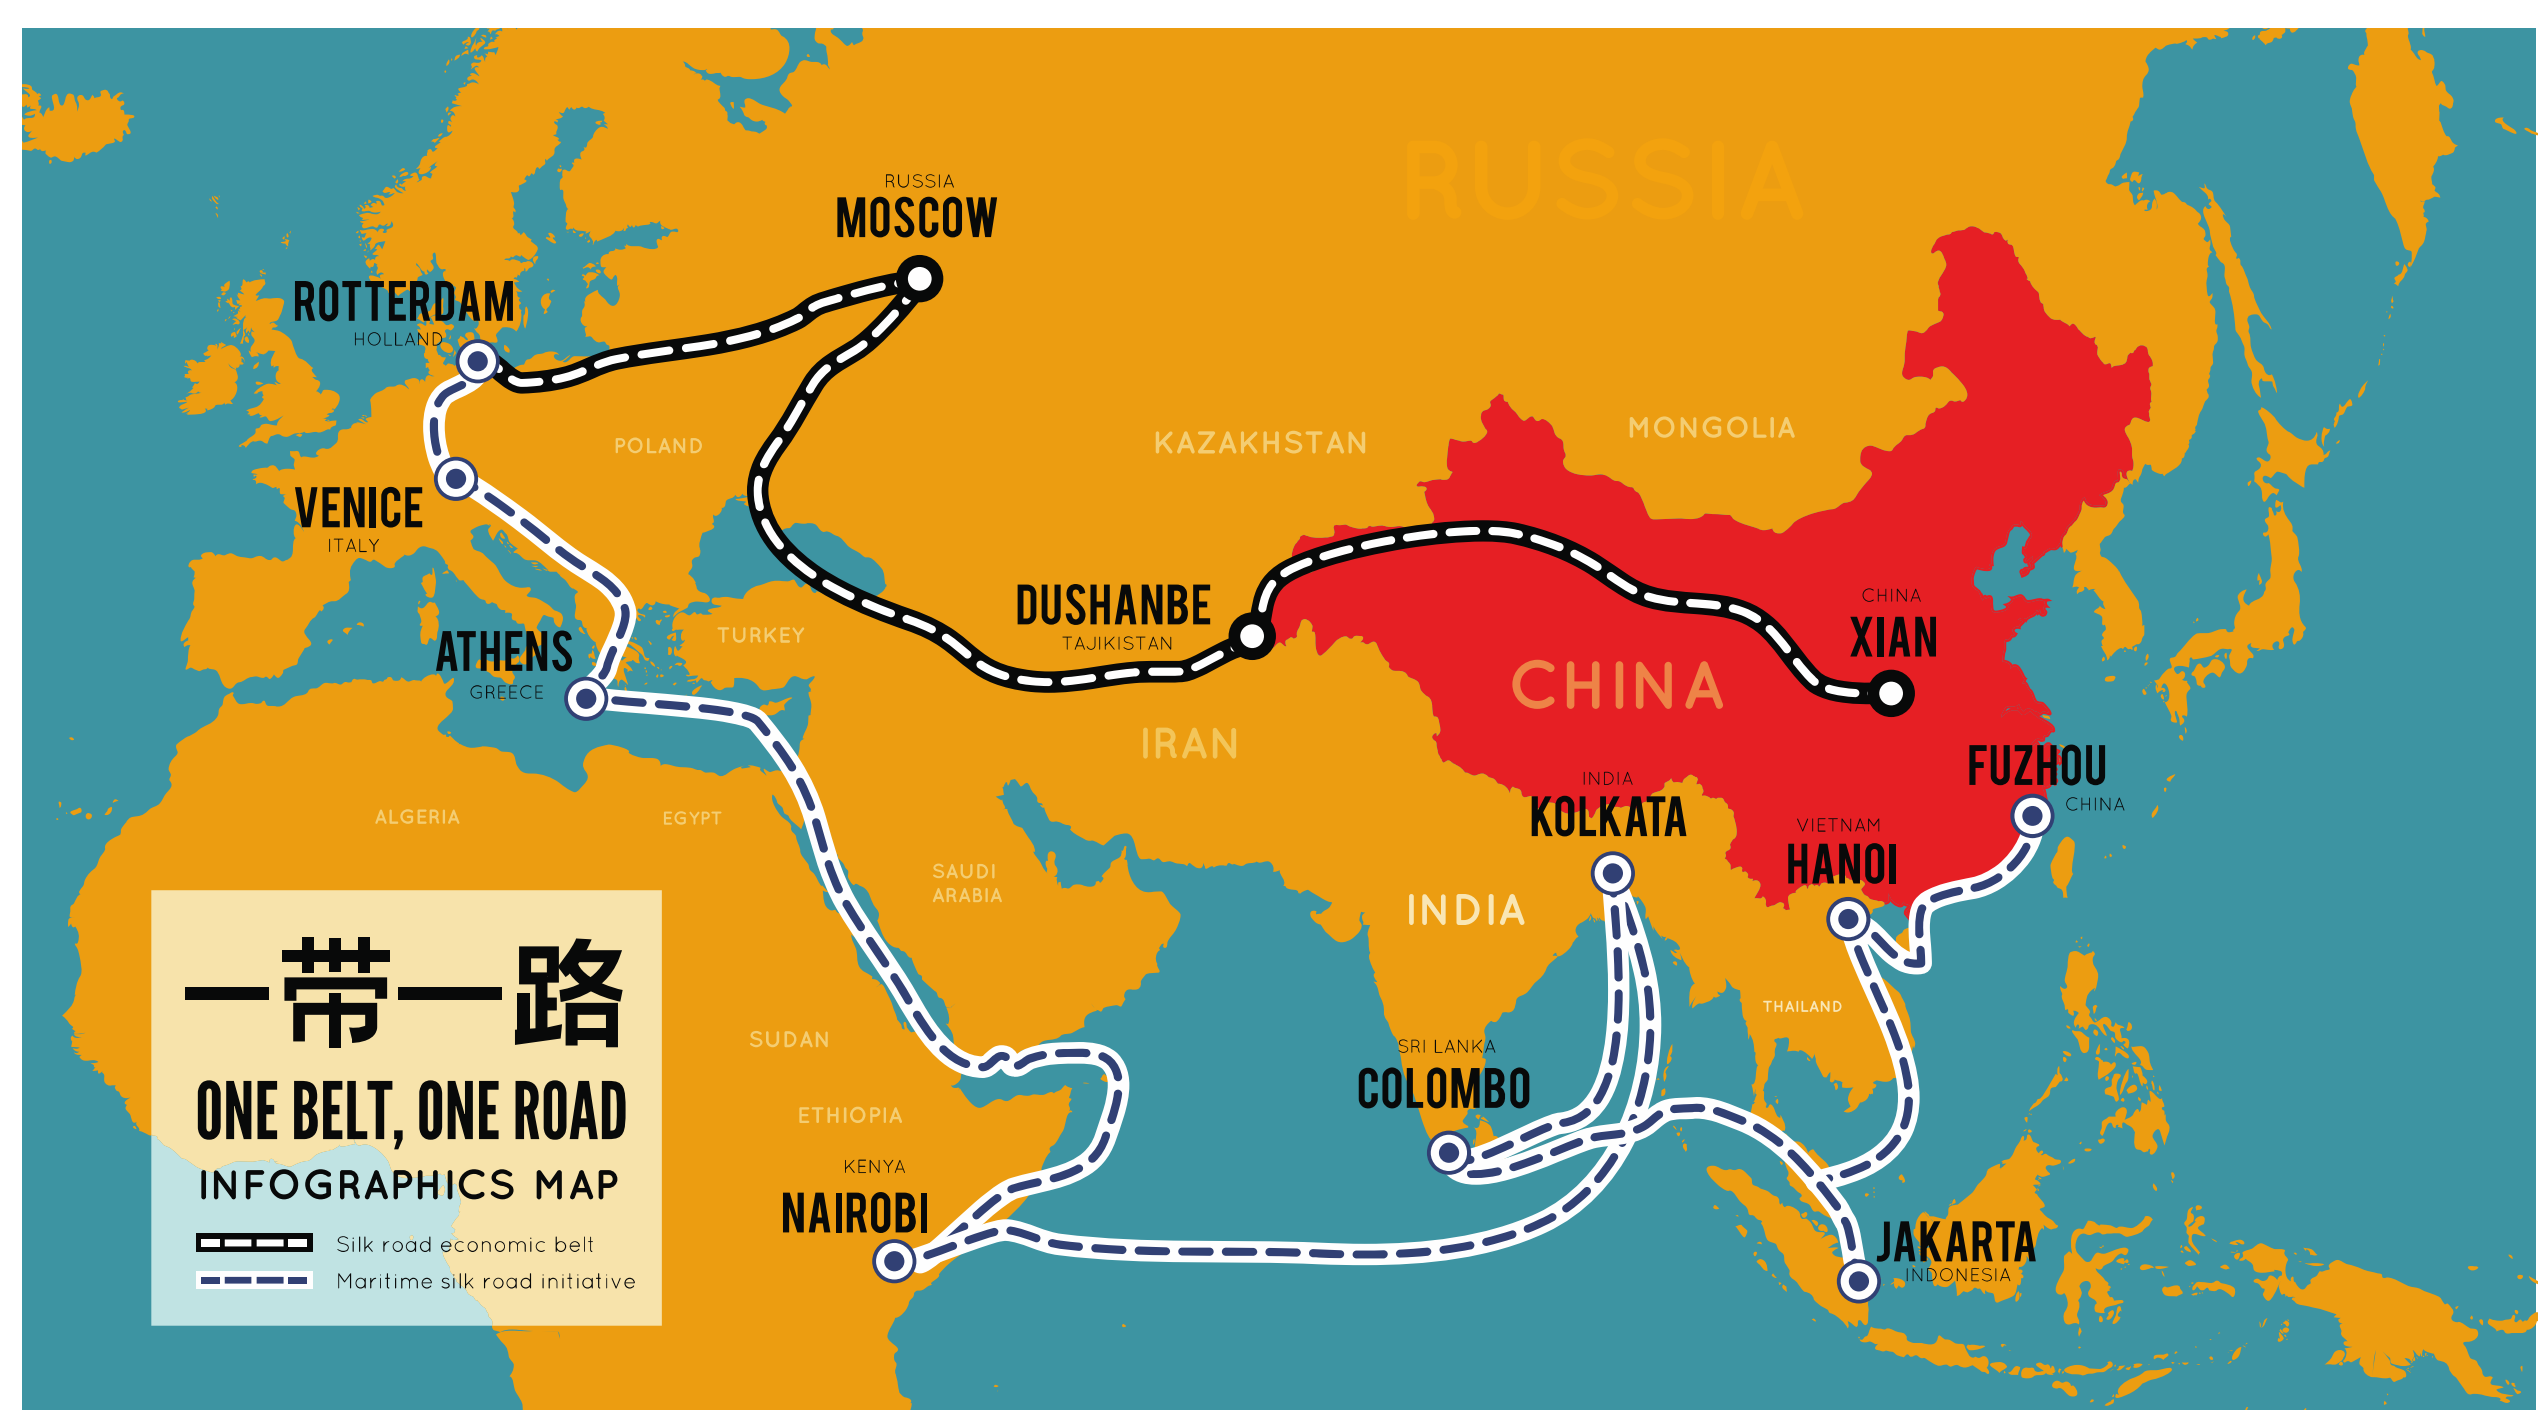 RUSSIA
RUSSIA
MOSCOW
ROTTERDAM
HOLLAND
POLAND
KAZAKHSTAN
MONGOLIA
VENICE
ITALY
DUSHANBE
TAJIKISTAN
CHINA
XIAN
ATHENS
GREECE
TURKEY
CHINA
IRAN
FUZHOU
CHINA
INDIA
KOLKATA
ALGERIA
EGYPT
VIETNAM
HANOI
SAUDI
ARABIA
INDIA
THAILAND
SUDAN
SRI LANKA
COLOMBO
ETHIOPIA
KENYA
NAIROBI
JAKARTA
INDONESIA
一带一路
ONE BELT, ONE ROAD
INFOGRAPHICS MAP
Silk road economic belt
Maritime silk road initiative